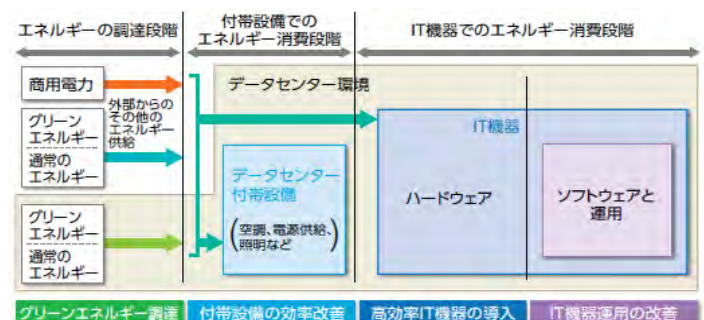 エネルギーの調達段階
付帯設備での
エネルギー消費段階
IT機器でのエネルギー消費段階
商用電力
外部からの
その他の
エネルギー
供給
グリーン
エネルギー
通常の
エネルギー
データセンター環境
IT機器
データセンター
付帯設備
(空調、電源供給、
照明など)
ハードウェア
ソフトウェアと
運用
グリーン
エネルギー
通常の
エネルギー
グリーンエネルギー調達
付帯設備の効率改善
高効率IT機器の導入
IT機器運用の改善